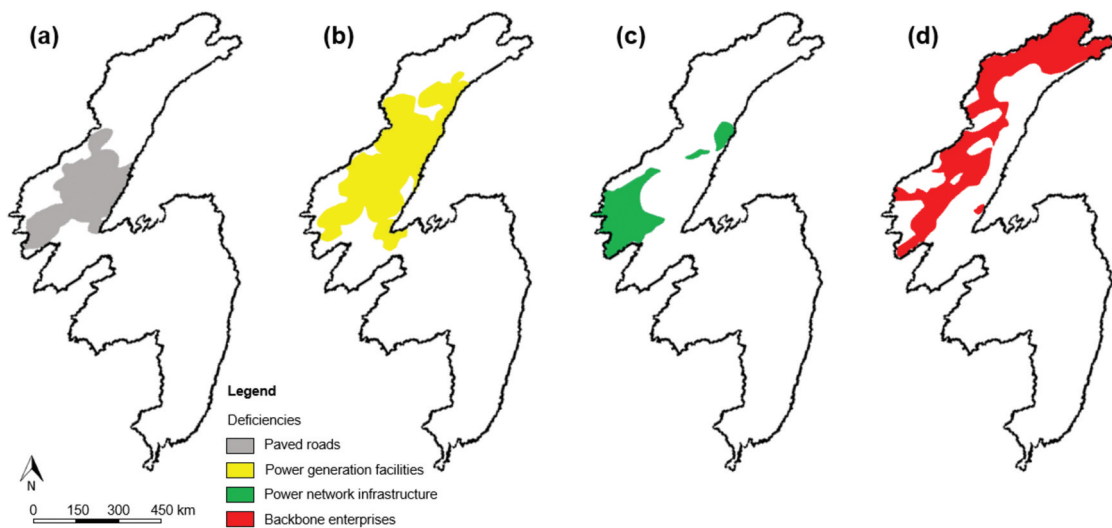 (a) (b) (c) (d)
Legend
Deficiencies
Paved roads
Power generation facilities
Power network infrastructure
Backbone enterprises
N
0 150 300 450 km